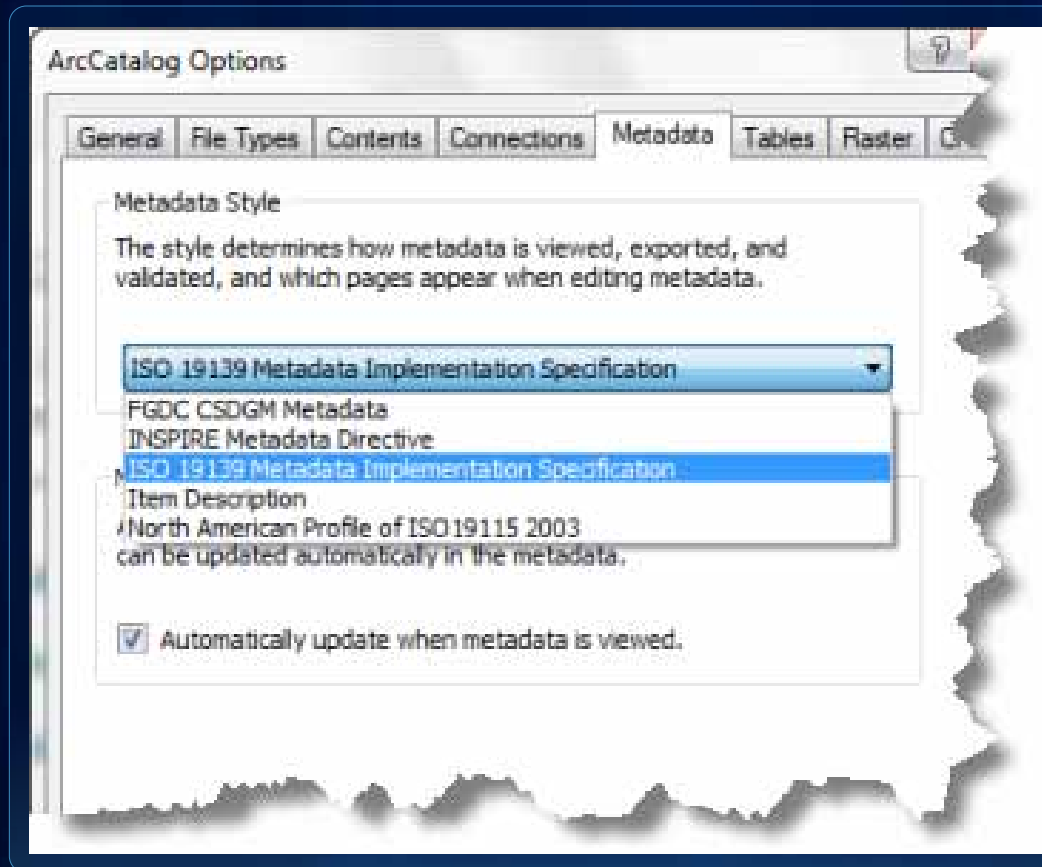 ArcCatalog Options
General File Types Contents Connections Metadata Tables Raster
Metadata Style
The style determines how metadata is viewed, exported, and
validated, and which pages appear when editing metadata.
ISO 19139 Metadata Implementation Specification
FGDC CSDGM Metadata
INSPIRE Metadata Directive
ISO 19139 Metadata Implementation Specification
Item Description
North American Profile of ISO19115 2003
can be updated automatically in the metadata.
Automatically update when metadata is viewed.